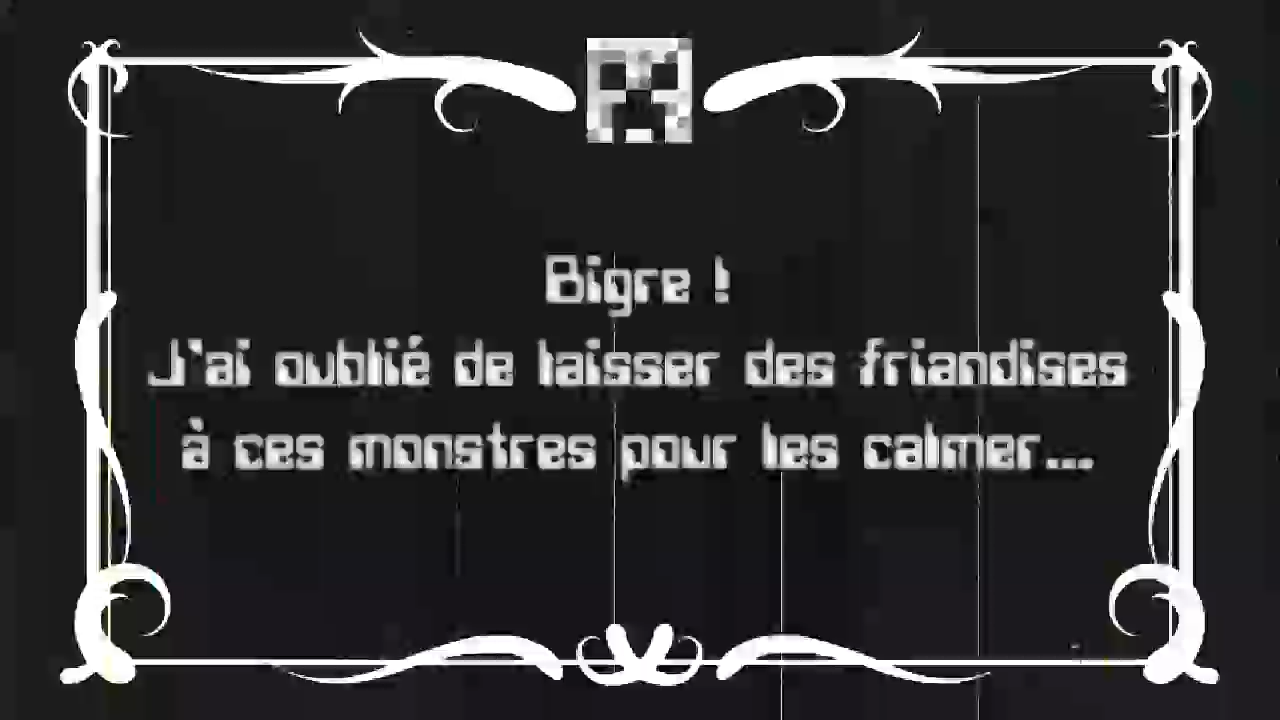 Bigre !
J'ai oublié de laisser des friandises
à ces monstres pour les calmer...